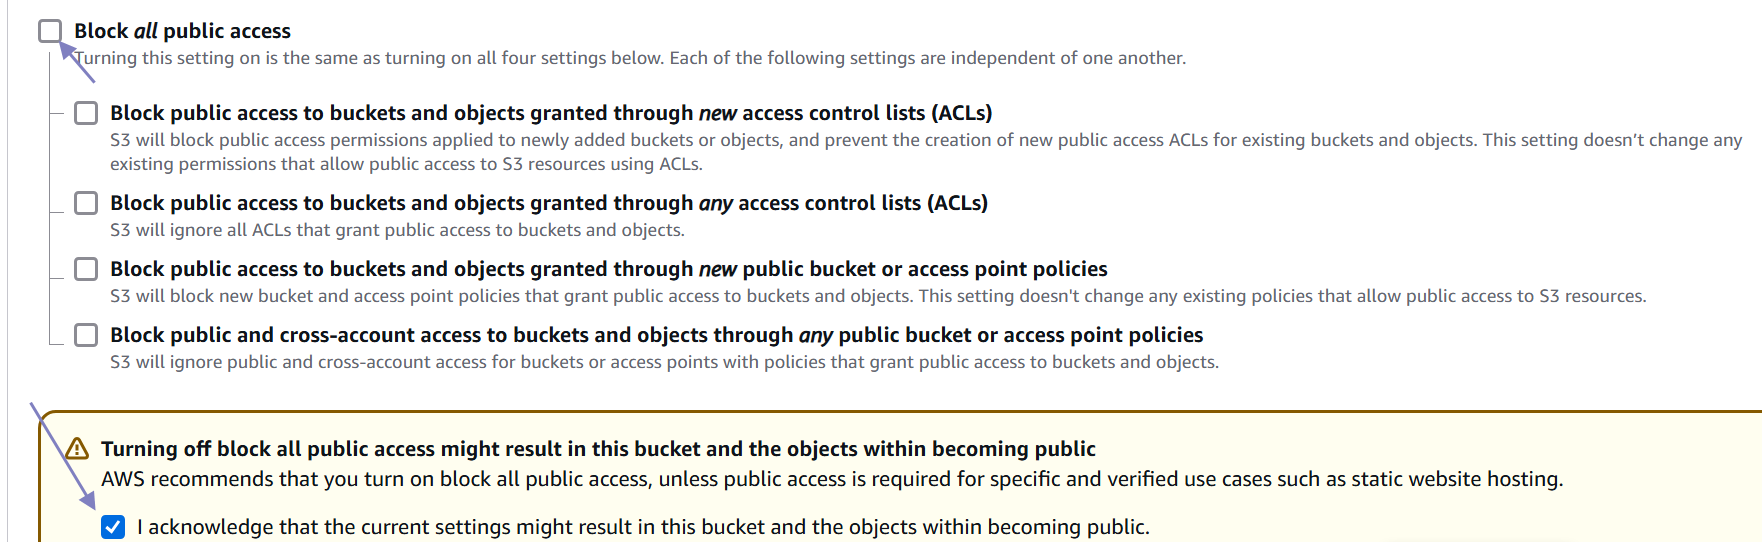 Block all public access
Turning this setting on is the same as turning on all four settings below. Each of the following settings are independent of one another.
Block public access to buckets and objects granted through new access control lists (ACLs)
S3 will block public access permissions applied to newly added buckets or objects, and prevent the creation of new public access ACLs for existing buckets and objects. This setting doesn’t change any
existing permissions that allow public access to S3 resources using ACLs.
Block public access to buckets and objects granted through any access control lists (ACLs)
S3 will ignore all ACLs that grant public access to buckets and objects.
Block public access to buckets and objects granted through new public bucket or access point policies
S3 will block new bucket and access point policies that grant public access to buckets and objects. This setting doesn't change any existing policies that allow public access to S3 resources.
Block public and cross-account access to buckets and objects through any public bucket or access point policies
S3 will ignore public and cross-account access for buckets or access points with policies that grant public access to buckets and objects.
Turning off block all public access might result in this bucket and the objects within becoming public
AWS recommends that you turn on block all public access, unless public access is required for specific and verified use cases such as static website hosting.
I acknowledge that the current settings might result in this bucket and the objects within becoming public.